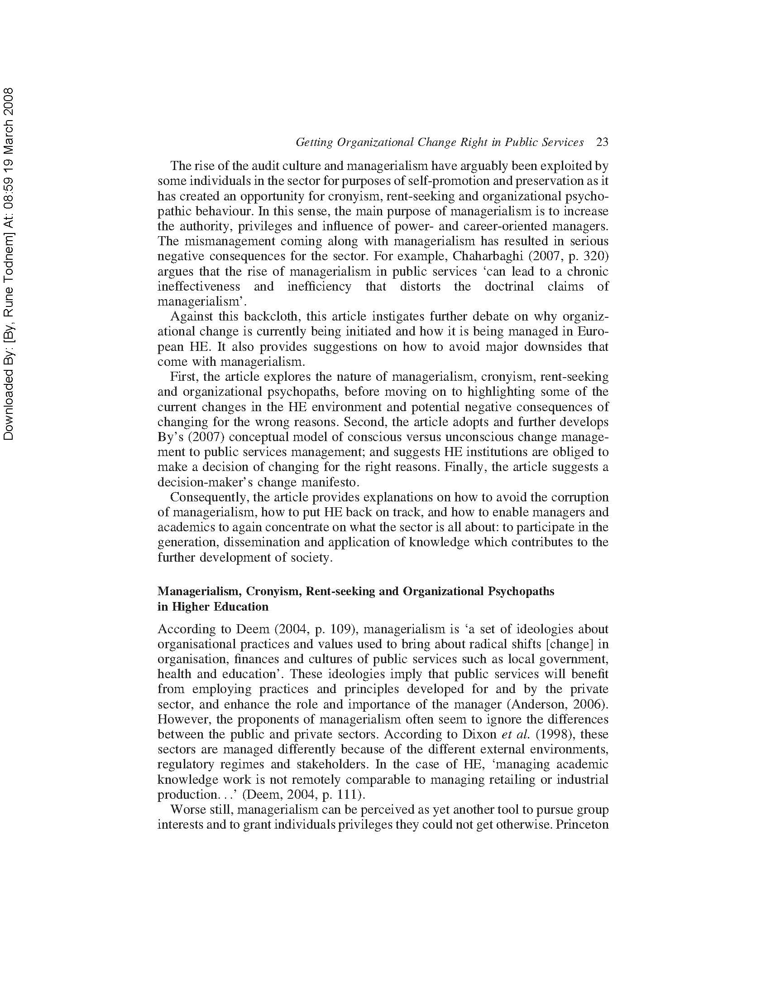 Downloaded By: [By, Rune Todnem] At: 08:59 19 March 2008
Getting Organizational Change Right in Public Services 23
The rise of the audit culture and managerialism have arguably been exploited by
some individuals in the sector for purposes of self-promotion and preservation as it
has created an opportunity for cronyism, rent-seeking and organizational psycho-
pathic behaviour. In this sense, the main purpose of managerialism is to increase
the authority, privileges and influence of power- and career-oriented managers.
The mismanagement coming along with managerialism has resulted in serious
negative consequences for the sector. For example, Chaharbaghi (2007, p. 320)
argues that the rise of managerialism in public services ‘can lead to a chronic
ineffectiveness and inefficiency that distorts the doctrinal claims of
managerialism’.
Against this backcloth, this article instigates further debate on why organiz-
ational change is currently being initiated and how it is being managed in Euro-
pean HE. It also provides suggestions on how to avoid major downsides that
come with managerialism.
First, the article explores the nature of managerialism, cronyism, rent-seeking
and organizational psychopaths, before moving on to highlighting some of the
current changes in the HE environment and potential negative consequences of
changing for the wrong reasons. Second, the article adopts and further develops
By’s (2007) conceptual model of conscious versus unconscious change manage-
ment to public services management; and suggests HE institutions are obliged to
make a decision of changing for the right reasons. Finally, the article suggests a
decision-maker’s change manifesto.
Consequently, the article provides explanations on how to avoid the corruption
of managerialism, how to put HE back on track, and how to enable managers and
academics to again concentrate on what the sector is all about: to participate in the
generation, dissemination and application of knowledge which contributes to the
further development of society.
Managerialism, Cronyism, Rent-seeking and Organizational Psychopaths
in Higher Education
According to Deem (2004, p. 109), managerialism is ‘a set of ideologies about
organisational practices and values used to bring about radical shifts [change] in
organisation, finances and cultures of public services such as local government,
health and education’. These ideologies imply that public services will benefit
from employing practices and principles developed for and by the private
sector, and enhance the role and importance of the manager (Anderson, 2006).
However, the proponents of managerialism often seem to ignore the differences
between the public and private sectors. According to Dixon et al. (1998), these
sectors are managed differently because of the different external environments,
regulatory regimes and stakeholders. In the case of HE, ‘managing academic
knowledge work is not remotely comparable to managing retailing or industrial
production. . .’ (Deem, 2004, p. 111).
Worse still, managerialism can be perceived as yet another tool to pursue group
interests and to grant individuals privileges they could not get otherwise. Princeton